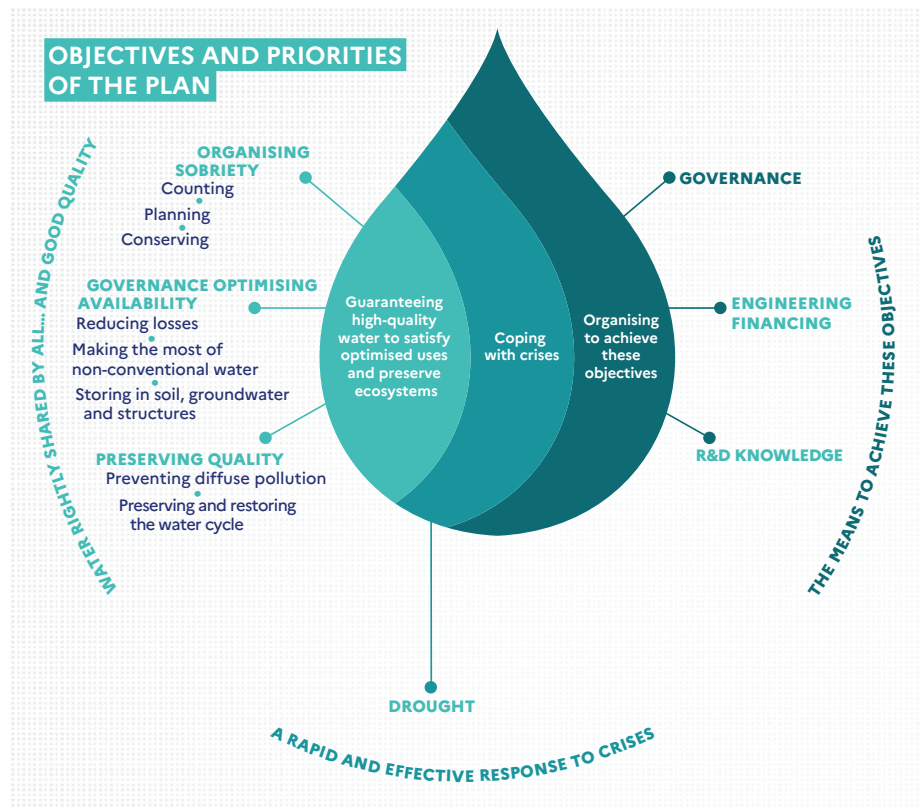 OBJECTIVES AND PRIORITIES
OF THE PLAN
WATER RIGHTLY SHARED BY ALL... AND GOOD QUALITY
ORGANISING
SOBRIETY
Counting
Planning
Conserving
GOVERNANCE OPTIMISING
AVAILABILITY
Reducing losses
Making the most of
non-conventional water
Storing in soil, groundwater
and structures
PRESERVING QUALITY
Preventing diffuse pollution
Preserving and restoring
the water cycle
Guaranteeing
high-quality
water to satisfy
optimised uses
and preserve
ecosystems
Coping
with crises
Organising
to achieve
these
objectives
GOVERNANCE
ENGINEERING
FINANCING
R&D KNOWLEDGE
THE MEANS TO ACHIEVE THESE OBJECTIVES
DROUGHT
A RAPID AND EFFECTIVE RESPONSE TO CRISES